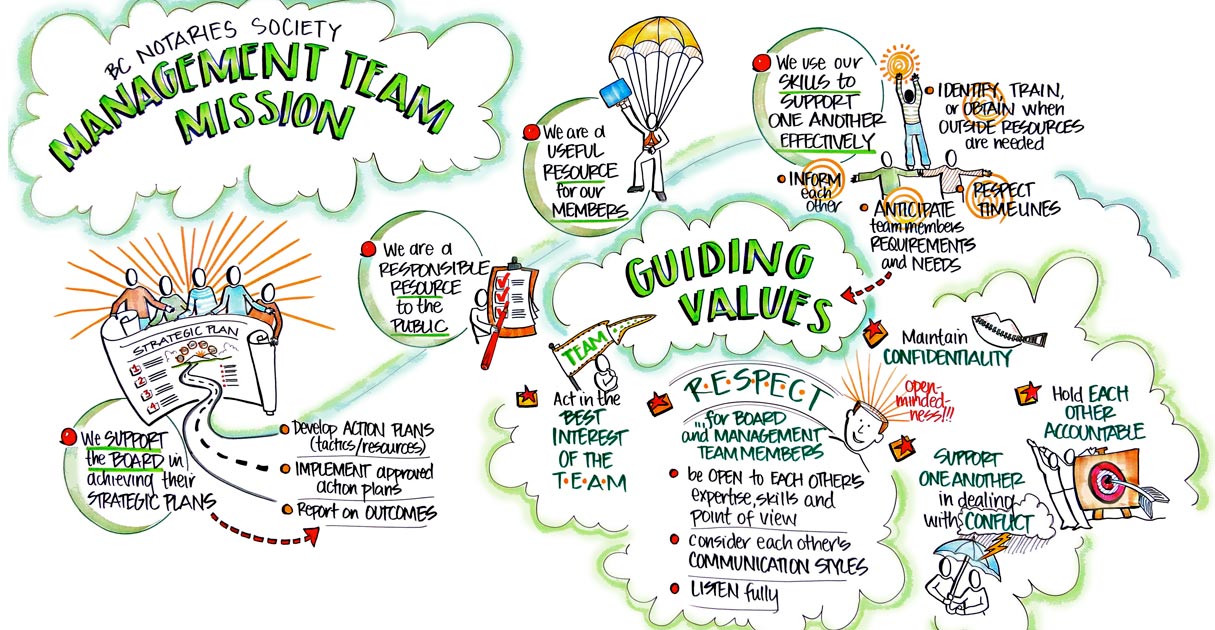 BC NOTARIES SOCIETY
MANAGEMENT TEAM
MISSION
STRATEGIC PLAN
1
2
3
4
We SUPPORT
the BOARD in
achieving their
STRATEGIC PLANS
Develop ACTION PLANS
(tactics/resources)
IMPLEMENT approved
action plans
Report on OUTCOMES
We are a
RESPONSIBLE
RESOURCE
to the
PUBLIC
We are a
USEFUL
RESOURCE
for our
MEMBERS
We use our
SKILLS to
SUPPORT
ONE ANOTHER
EFFECTIVELY
IDENTIFY, TRAIN,
or OBTAIN when
OUTSIDE RESOURCES
are needed
INFORM
each
other
ANTICIPATE
team members
REQUIREMENTS
and NEEDS
RESPECT
TIMELINES
GUIDING
VALUES
TEAM
Act in the
BEST
INTEREST
OF THE
T•E•A•M
R•E•S•P•E•C•T
...for BOARD
and MANAGEMENT
TEAM MEMBERS
be OPEN to EACH OTHER'S
expertise, skills and
point of view
consider each other's
COMMUNICATION STYLES
LISTEN fully
open-
minded-
ness!!!
Maintain
CONFIDENTIALITY
SUPPORT
ONE ANOTHER
in dealing
with CONFLICT
Hold EACH
OTHER
ACCOUNTABLE